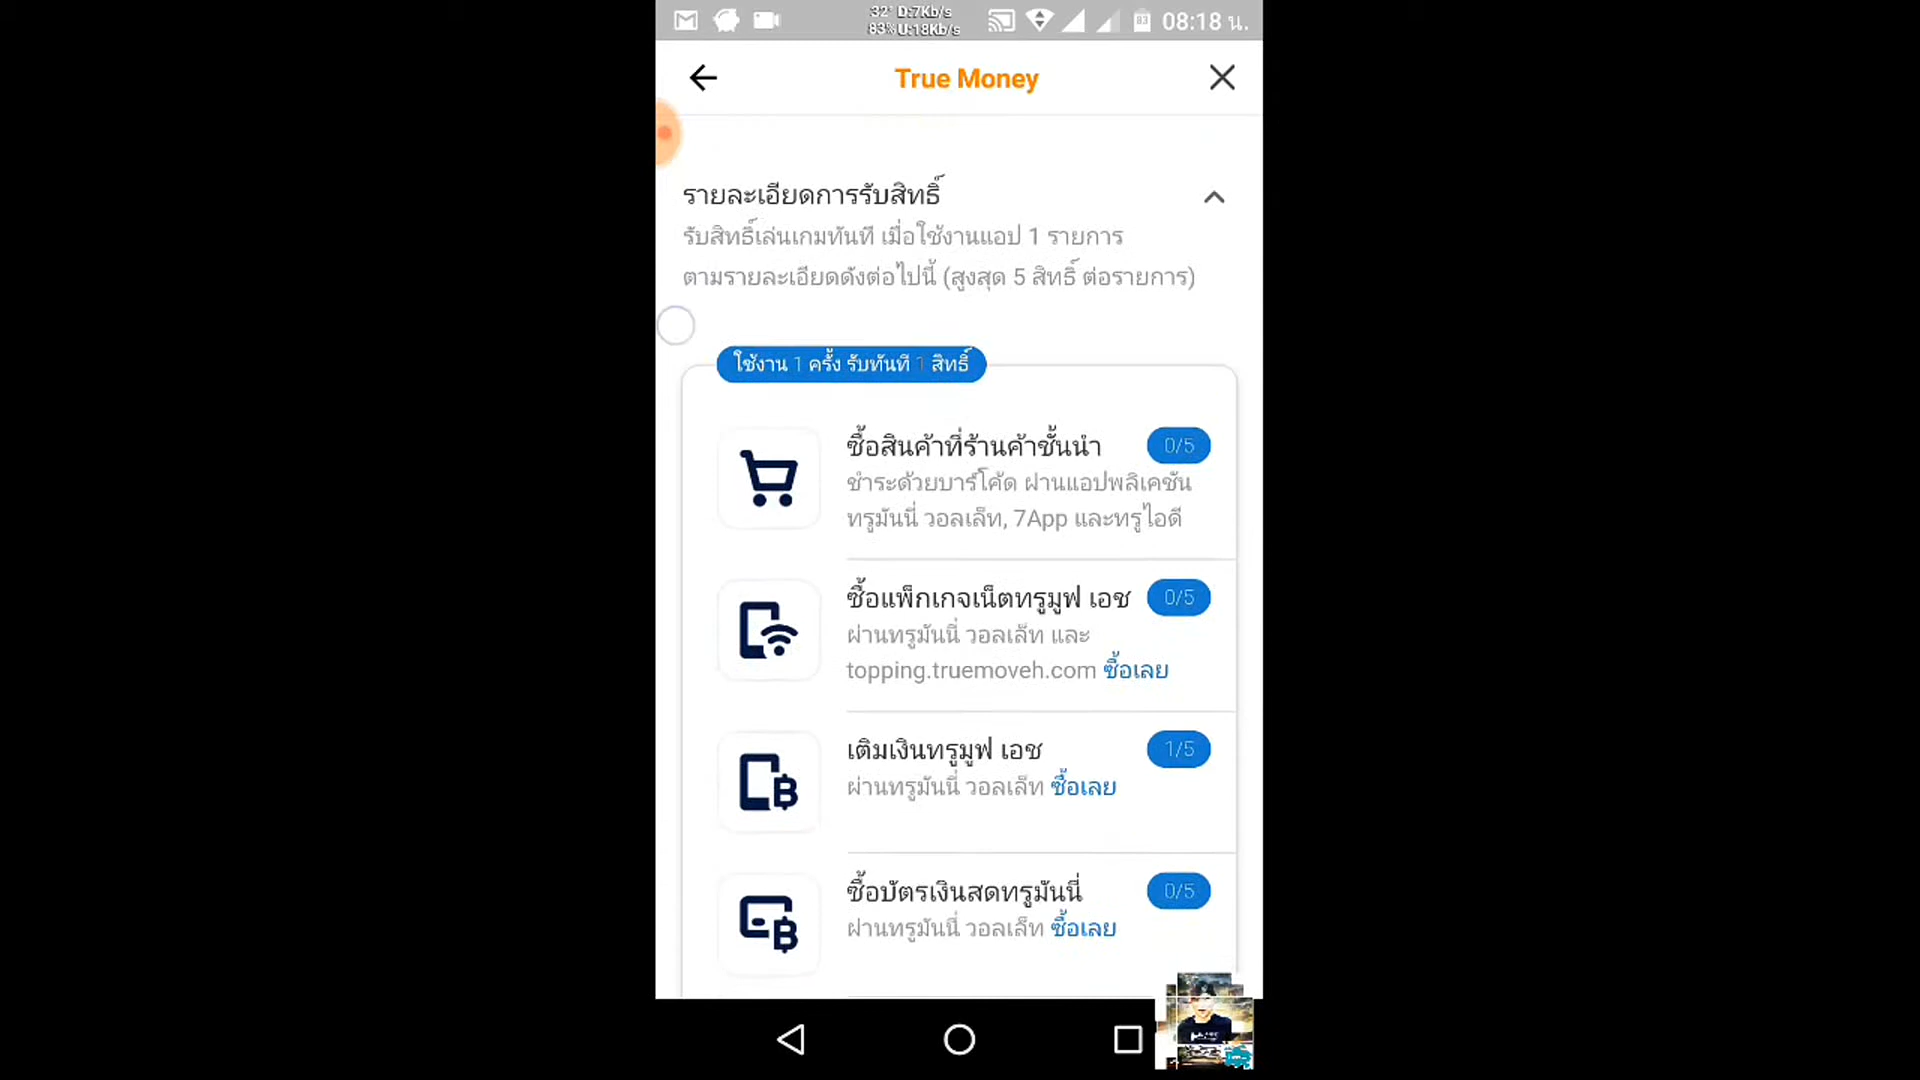 32° D:7Kb/s
83% U:18Kb/s
83
08:18 น.
True Money
รายละเอียดการรับสิทธิ์
รับสิทธิ์เล่นเกมทันที เมื่อใช้งานแอป 1 รายการ
ตามรายละเอียดดังต่อไปนี้ (สูงสุด 5 สิทธิ์ ต่อรายการ)
ใช้งาน 1 ครั้ง รับทันที 1 สิทธิ์
ซื้อสินค้าที่ร้านค้าชั้นนำ 0/5
ชำระด้วยบาร์โค้ด ผ่านแอปพลิเคชัน
ทรูมันนี่ วอลเล็ท, 7App และทรูไอดี
ซื้อแพ็กเกจเน็ตทรูมูฟ เอช 0/5
ผ่านทรูมันนี่ วอลเล็ท และ
topping.truemoveh.com ซื้อเลย
เติมเงินทรูมูฟ เอช 1/5
ผ่านทรูมันนี่ วอลเล็ท ซื้อเลย
ซื้อบัตรเงินสดทรูมันนี่ 0/5
ผ่านทรูมันนี่ วอลเล็ท ซื้อเลย